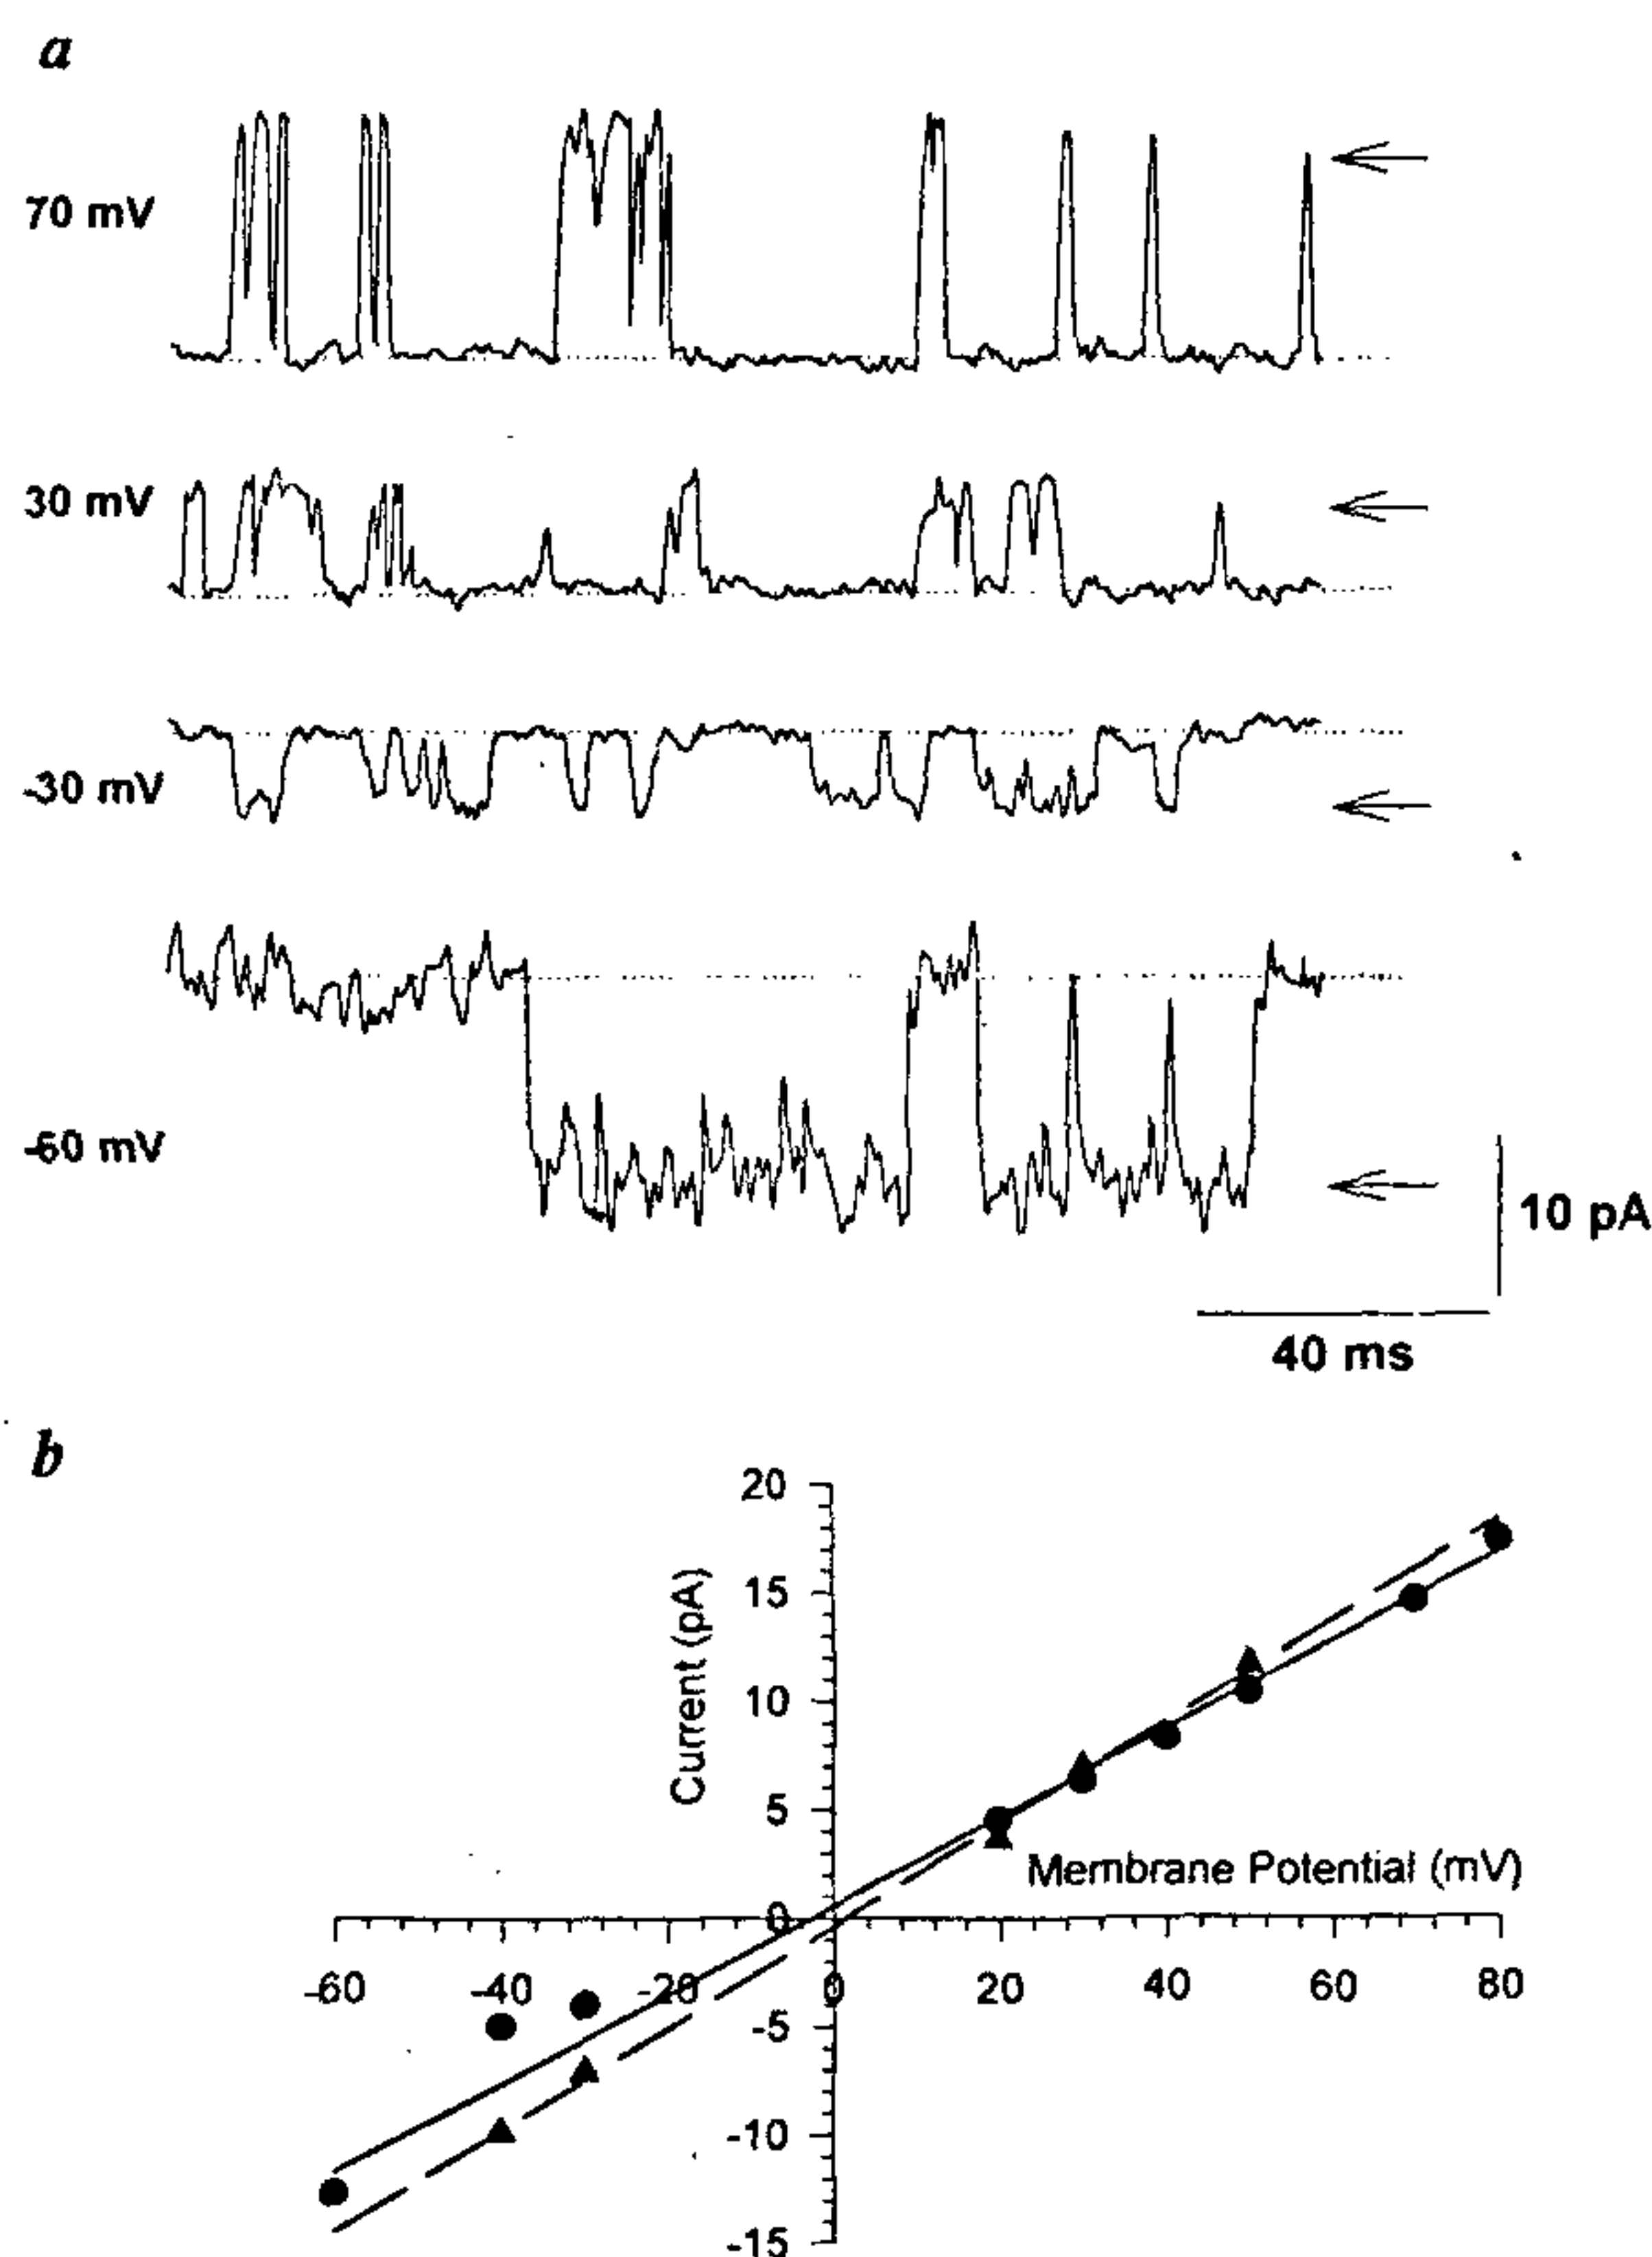 a
70 mV
30 mV
-30 mV
-60 mV
10 pA
40 ms
b
20
15
10
5
0
-5
-10
-15
Current (pA)
Membrane Potential (mV)
-60 -40 -20 0 20 40 60 80